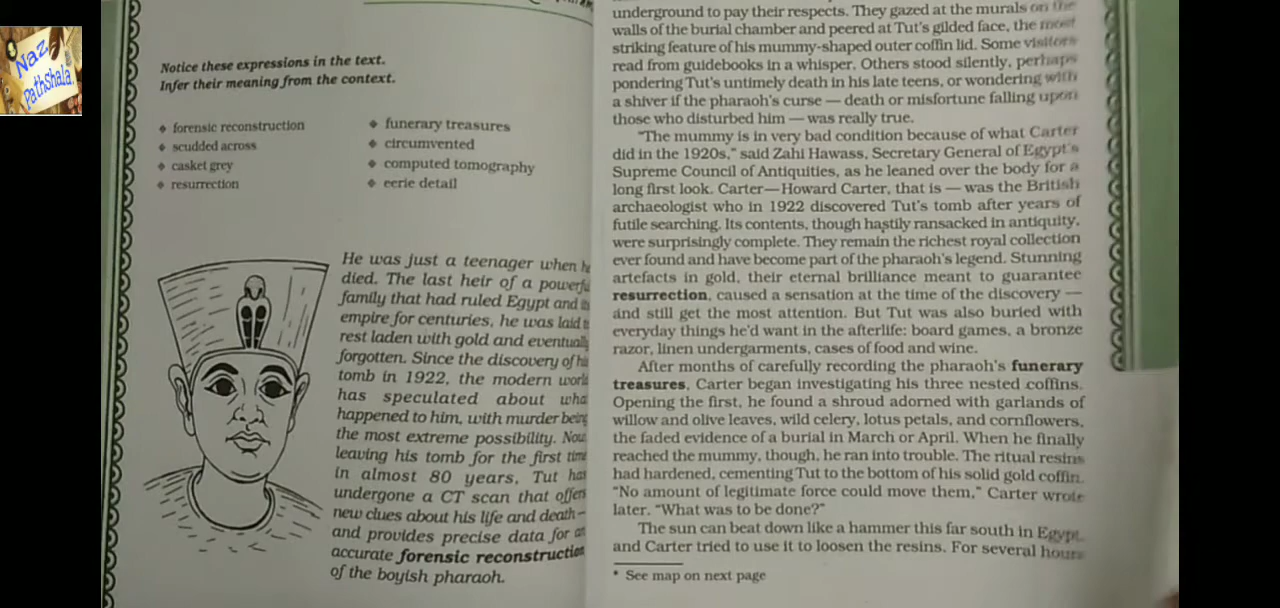 Naz
PathShala
Notice these expressions in the text.
Infer their meaning from the context.
❖ forensic reconstruction
❖ scudded across
❖ casket grey
❖ resurrection
❖ funerary treasures
❖ circumvented
❖ computed tomography
❖ eerie detail
He was just a teenager when he
died. The last heir of a powerful
family that had ruled Egypt and its
empire for centuries, he was laid to
rest laden with gold and eventually
forgotten. Since the discovery of his
tomb in 1922, the modern world
has speculated about what
happened to him, with murder being
the most extreme possibility. Now,
leaving his tomb for the first time
in almost 80 years, Tut has
undergone a CT scan that offers
new clues about his life and death —
and provides precise data for an
accurate forensic reconstruction
of the boyish pharaoh.
underground to pay their respects. They gazed at the murals on the
walls of the burial chamber and peered at Tut's gilded face, the most
striking feature of his mummy-shaped outer coffin lid. Some visitors
read from guidebooks in a whisper. Others stood silently, perhaps
pondering Tut's untimely death in his late teens, or wondering with
a shiver if the pharaoh's curse — death or misfortune falling upon
those who disturbed him — was really true.
"The mummy is in very bad condition because of what Carter
did in the 1920s," said Zahi Hawass, Secretary General of Egypt's
Supreme Council of Antiquities, as he leaned over the body for a
long first look. Carter—Howard Carter, that is — was the British
archaeologist who in 1922 discovered Tut's tomb after years of
futile searching. Its contents, though hastily ransacked in antiquity,
were surprisingly complete. They remain the richest royal collection
ever found and have become part of the pharaoh's legend. Stunning
artefacts in gold, their eternal brilliance meant to guarantee
resurrection, caused a sensation at the time of the discovery —
and still get the most attention. But Tut was also buried with
everyday things he'd want in the afterlife: board games, a bronze
razor, linen undergarments, cases of food and wine.
After months of carefully recording the pharaoh's funerary
treasures, Carter began investigating his three nested coffins.
Opening the first, he found a shroud adorned with garlands of
willow and olive leaves, wild celery, lotus petals, and cornflowers,
the faded evidence of a burial in March or April. When he finally
reached the mummy, though, he ran into trouble. The ritual resins
had hardened, cementing Tut to the bottom of his solid gold coffin.
"No amount of legitimate force could move them," Carter wrote
later. "What was to be done?"
The sun can beat down like a hammer this far south in Egypt,
and Carter tried to use it to loosen the resins. For several hours
* See map on next page